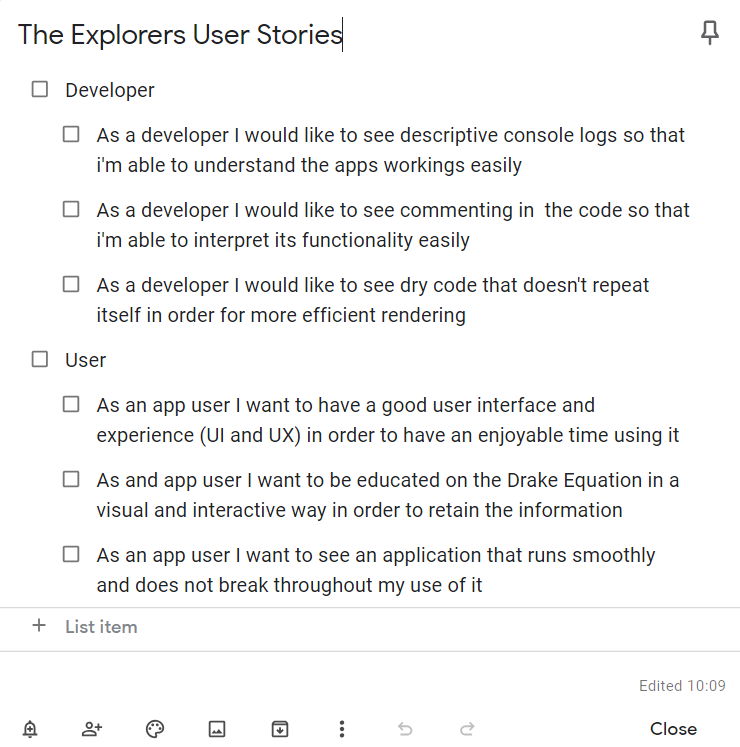 The Explorers User Stories
Developer
As a developer I would like to see descriptive console logs so that
i'm able to understand the apps workings easily
As a developer I would like to see commenting in  the code so that
i'm able to interpret its functionality easily
As a developer I would like to see dry code that doesn't repeat
itself in order for more efficient rendering
User
As an app user I want to have a good user interface and
experience (UI and UX) in order to have an enjoyable time using it
As and app user I want to be educated on the Drake Equation in a
visual and interactive way in order to retain the information
As an app user I want to see an application that runs smoothly
and does not break throughout my use of it
+ List item
Edited 10:09
Close